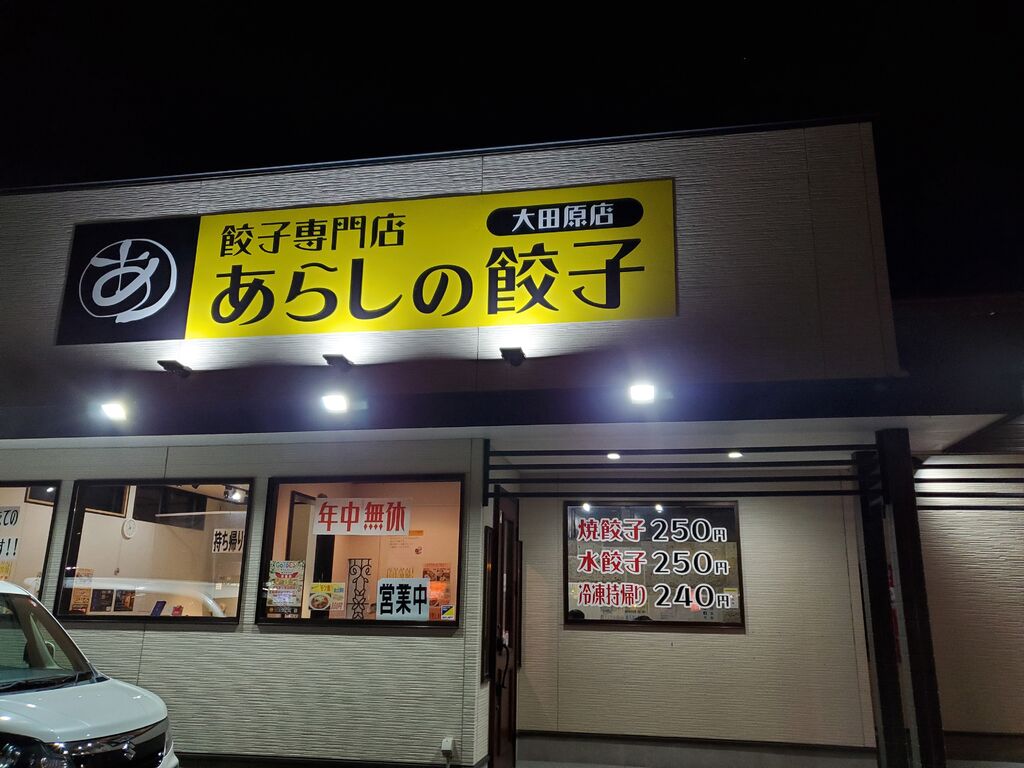 あ
餃子専門店
大田原店
あらしの餃子
年中無休
営業中
持ち帰り
焼餃子 250円
水餃子 250円
冷凍持帰り 240円